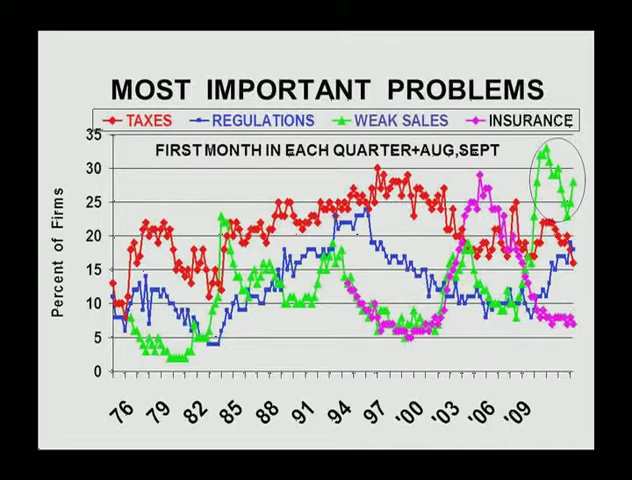 MOST IMPORTANT PROBLEMS
TAXES REGULATIONS WEAK SALES INSURANCE
FIRST MONTH IN EACH QUARTER+AUG,SEPT
Percent of Firms
35
30
25
20
15
10
5
0
76 79 82 85 88 91 94 97 '00 '03 '06 '09